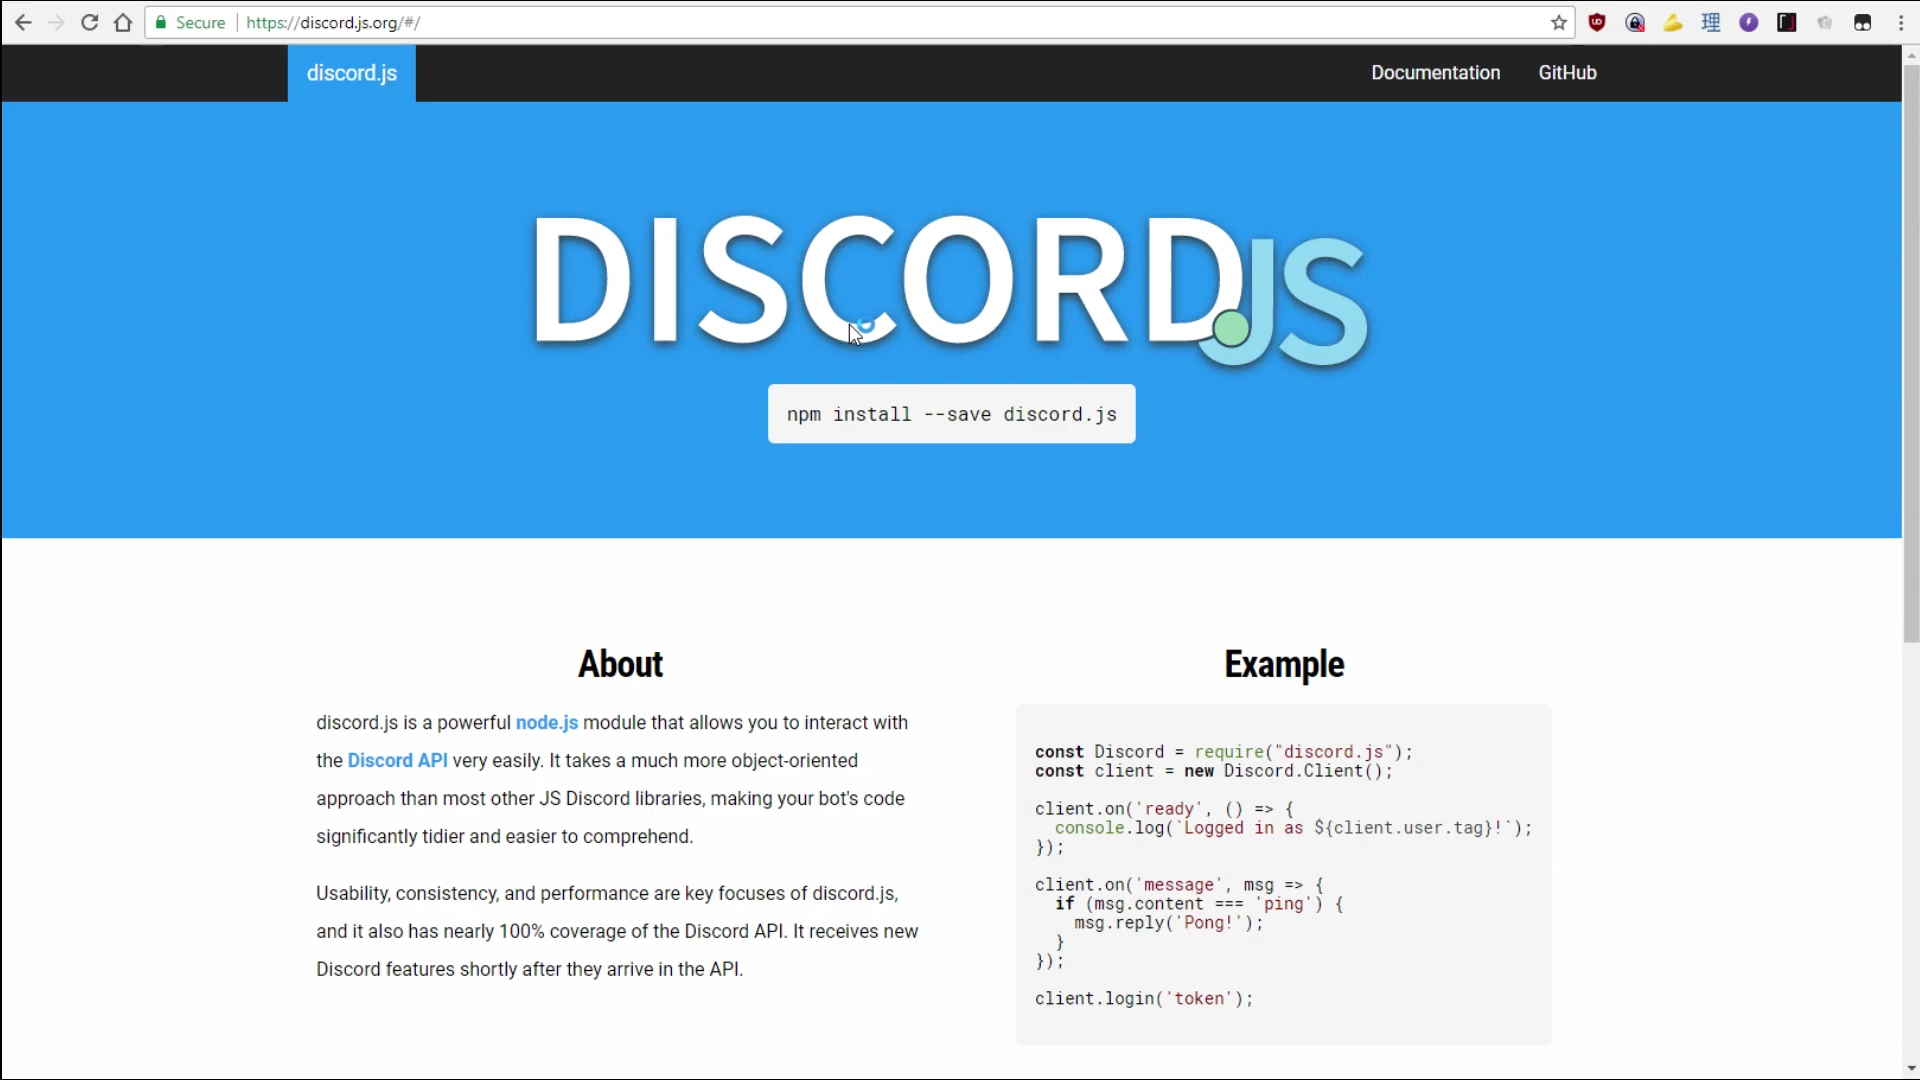 Secure https://discord.js.org/#/
discord.js Documentation GitHub
DISCORD.JS
npm install --save discord.js
About
discord.js is a powerful node.js module that allows you to interact with
the Discord API very easily. It takes a much more object-oriented
approach than most other JS Discord libraries, making your bot's code
significantly tidier and easier to comprehend.
Usability, consistency, and performance are key focuses of discord.js,
and it also has nearly 100% coverage of the Discord API. It receives new
Discord features shortly after they arrive in the API.
Example
const Discord = require("discord.js");
const client = new Discord.Client();
client.on('ready', () => {
  console.log(`Logged in as ${client.user.tag}!`);
});
client.on('message', msg => {
  if (msg.content === 'ping') {
    msg.reply('Pong!');
  }
});
client.login('token');